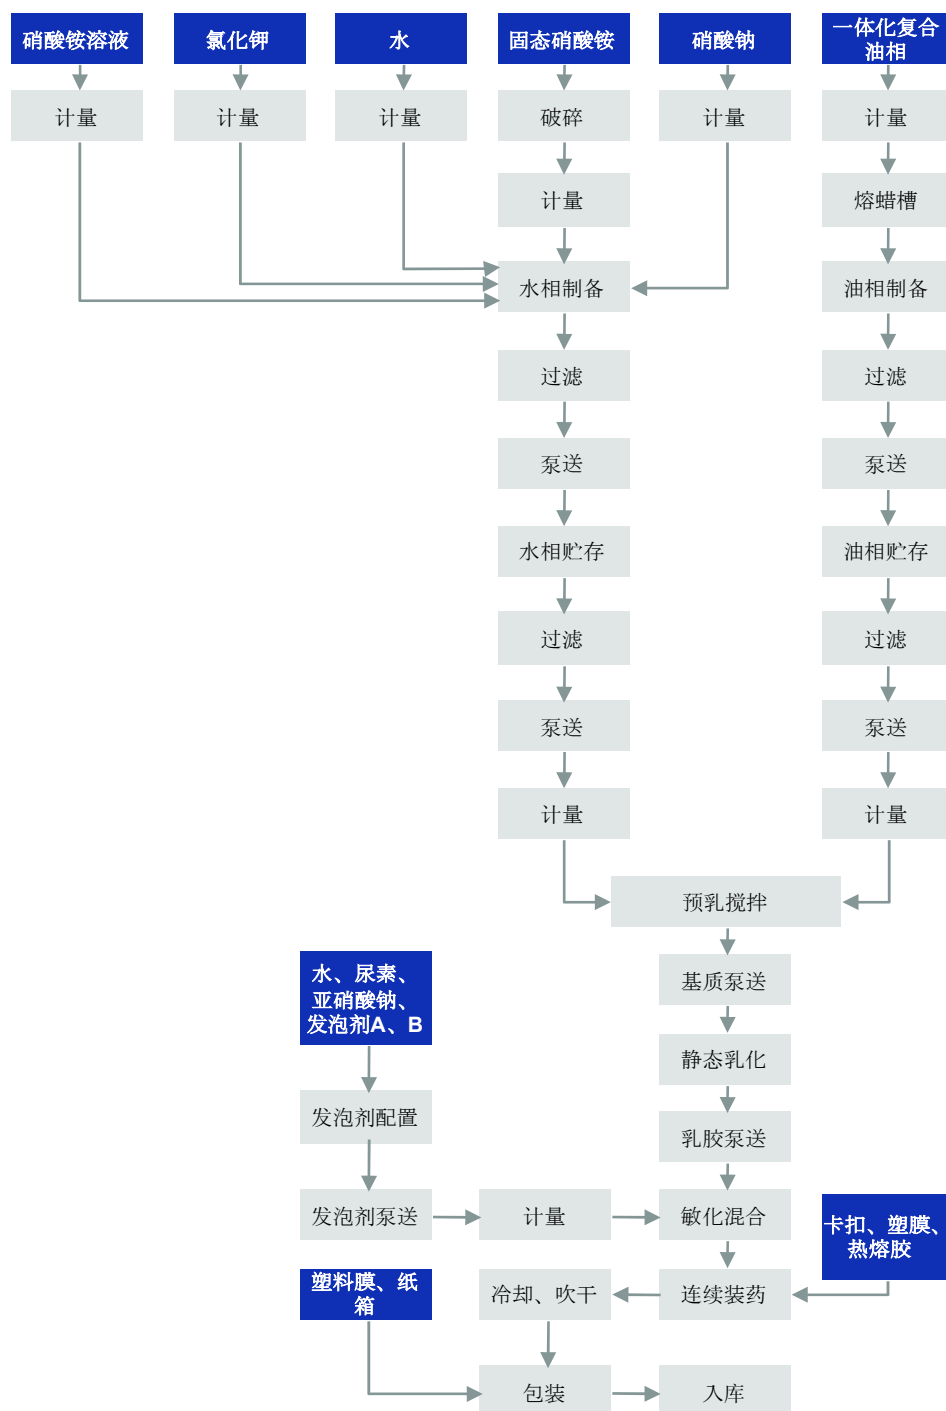 硝酸铵溶液
氯化钾
水
固态硝酸铵
硝酸钠
一体化复合
油相
计量
计量
计量
破碎
计量
计量
计量
熔蜡槽
水相制备
油相制备
过滤
过滤
泵送
泵送
水相贮存
油相贮存
过滤
过滤
泵送
泵送
计量
计量
预乳搅拌
水、尿素、
亚硝酸钠、
发泡剂A、B
基质泵送
静态乳化
发泡剂配置
乳胶泵送
发泡剂泵送
计量
敏化混合
卡扣、塑膜、
热熔胶
塑料膜、纸
箱
冷却、吹干
连续装药
包装
入库